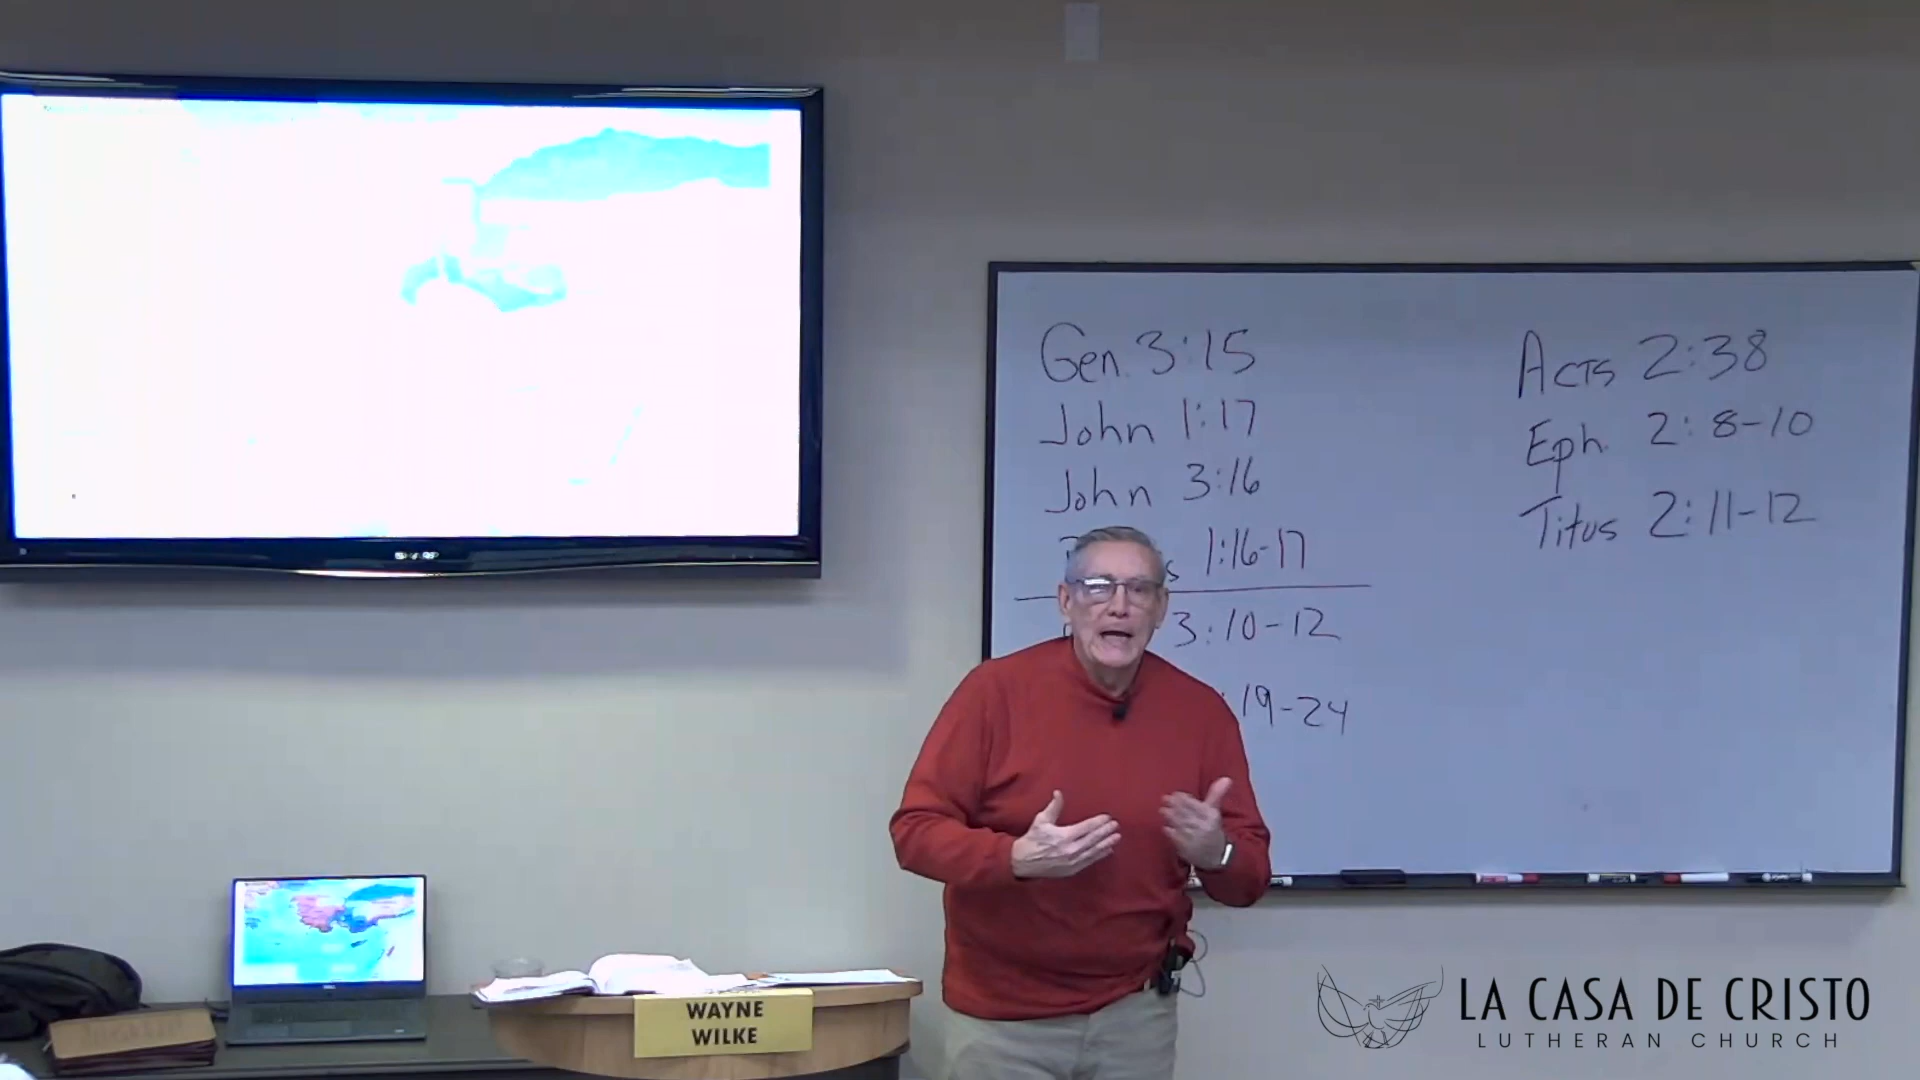 Gen. 3:15
John 1:17
John 3:16
1:16-17
3:10-12
:19-24
Acts 2:38
Eph. 2:8-10
Titus 2:11-12
WAYNE
WILKE
LA CASA DE CRISTO
LUTHERAN CHURCH